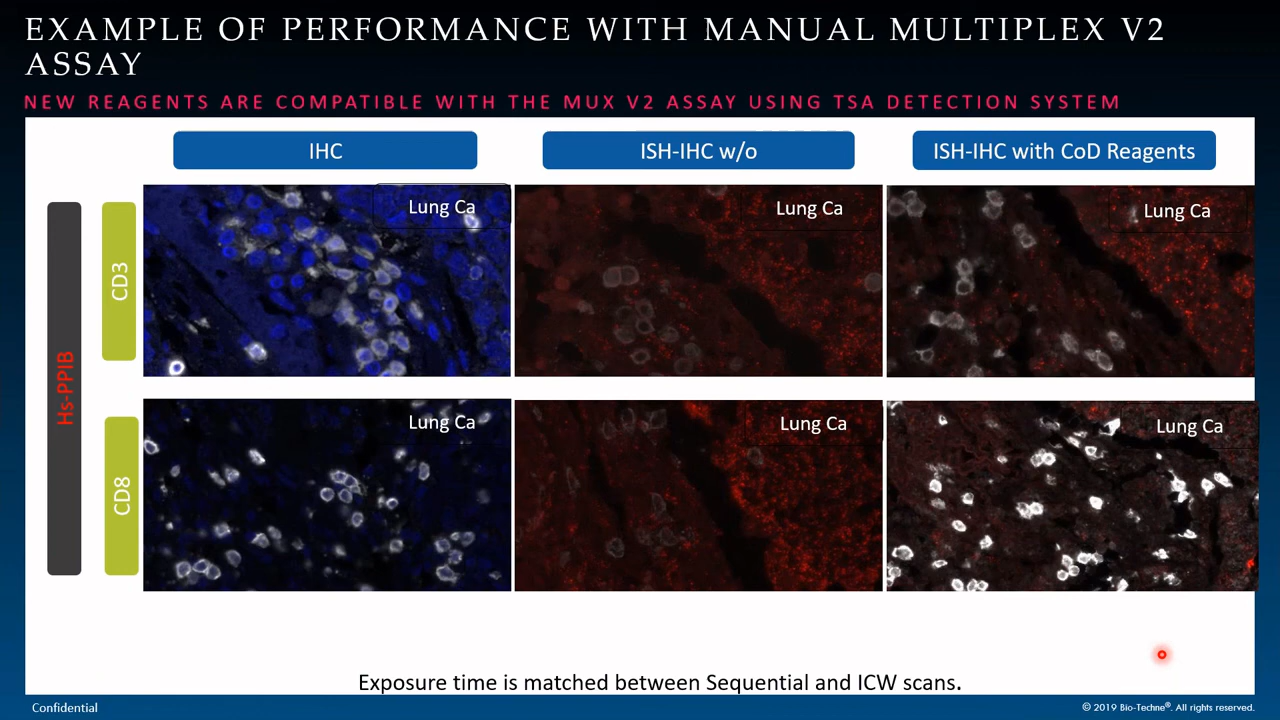 EXAMPLE OF PERFORMANCE WITH MANUAL MULTIPLEX V2
ASSAY
NEW REAGENTS ARE COMPATIBLE WITH THE MUX V2 ASSAY USING TSA DETECTION SYSTEM
IHC
ISH-IHC w/o
ISH-IHC with CoD Reagents
Hs-PPIB
CD3
Lung Ca
Lung Ca
Lung Ca
CD8
Lung Ca
Lung Ca
Lung Ca
Exposure time is matched between Sequential and ICW scans.
Confidential
© 2019 Bio-Techne®. All rights reserved.